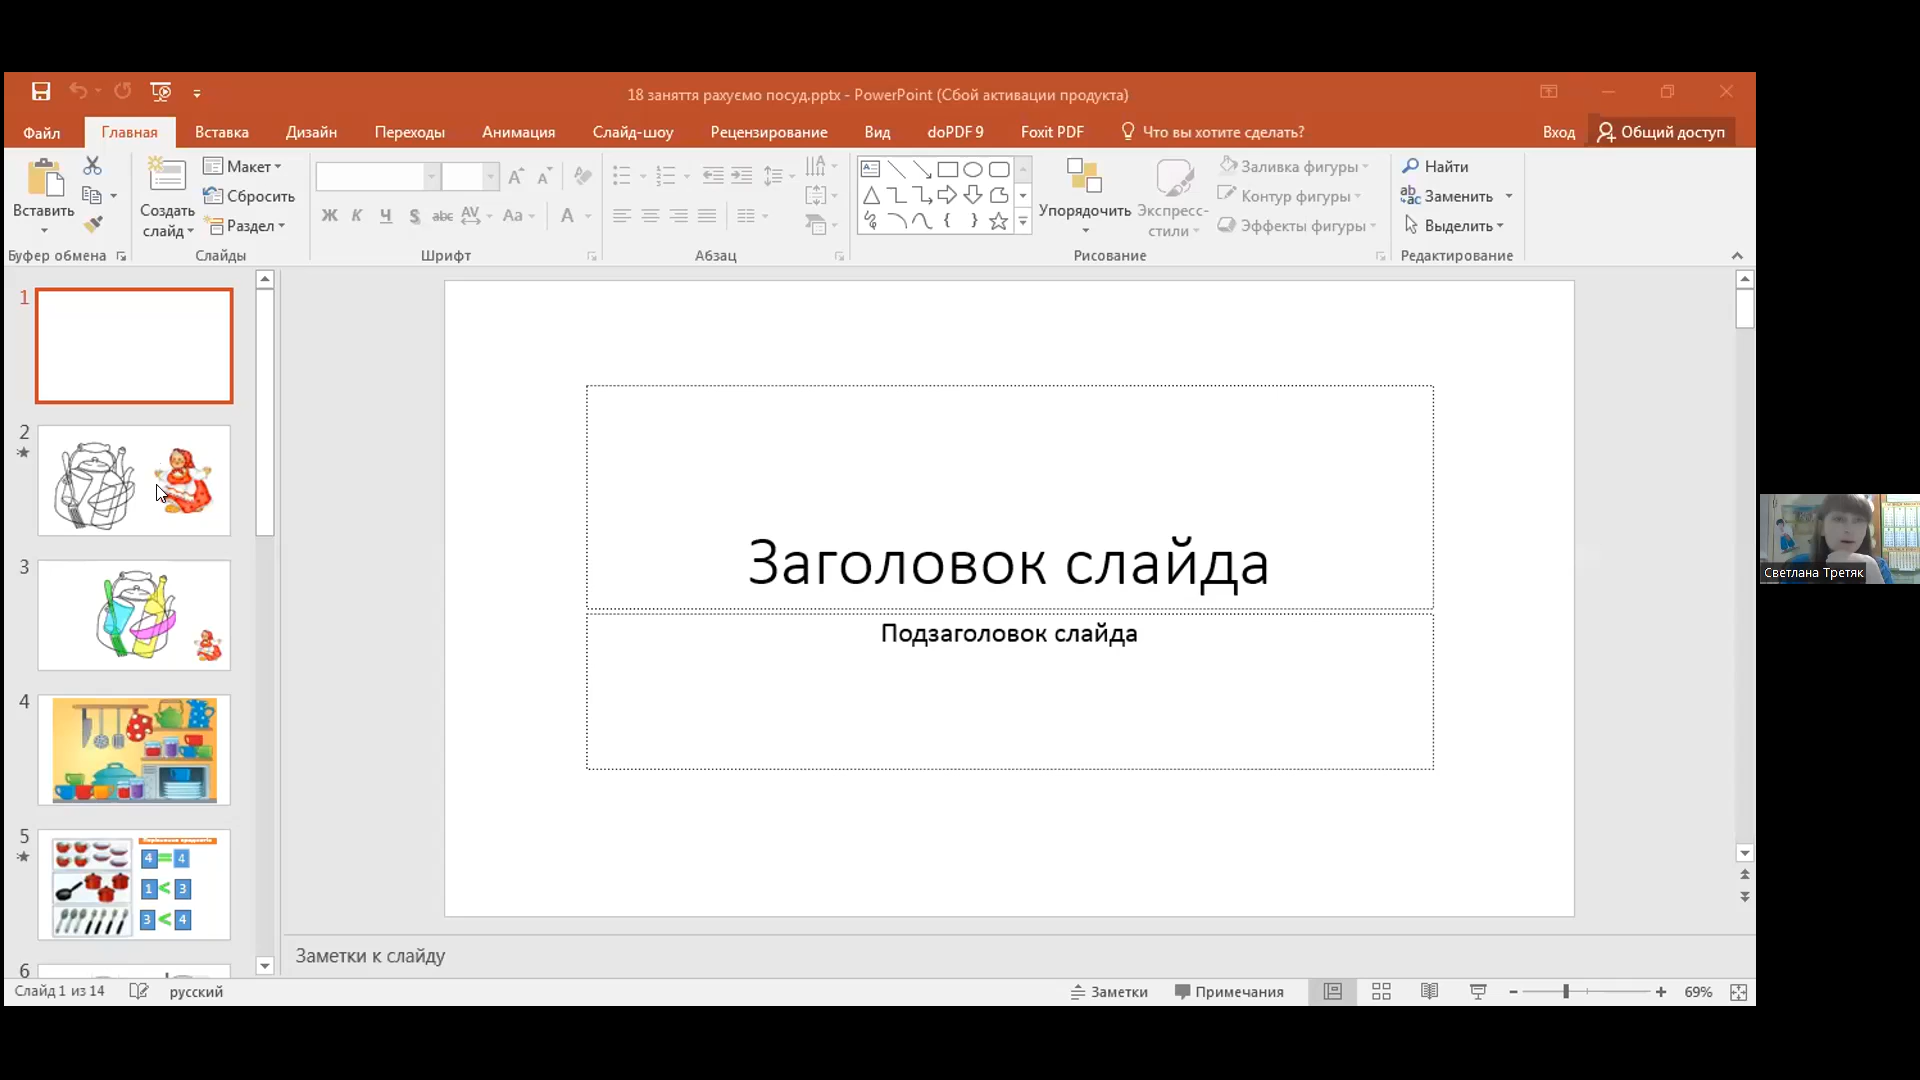 18 заняття рахуємо посуд.pptx - PowerPoint (Сбой активации продукта)
Файл Главная Вставка Дизайн Переходы Анимация Слайд-шоу Рецензирование Вид doPDF 9 Foxit PDF Что вы хотите сделать? Вход Общий доступ
Вставить
Создать слайд
Макет
Сбросить
Раздел
Ж К Ч S abc AV Aa A
Упорядочить
Экспресс-стили
Заливка фигуры
Контур фигуры
Эффекты фигуры
Найти
Заменить
Выделить
Буфер обмена Слайды Шрифт Абзац Рисование Редактирование
1
2
3
4
5
4 = 4
1 < 3
3 < 4
6
Заголовок слайда
Подзаголовок слайда
Светлана Третяк
Заметки к слайду
Слайд 1 из 14 русский Заметки Примечания 69%